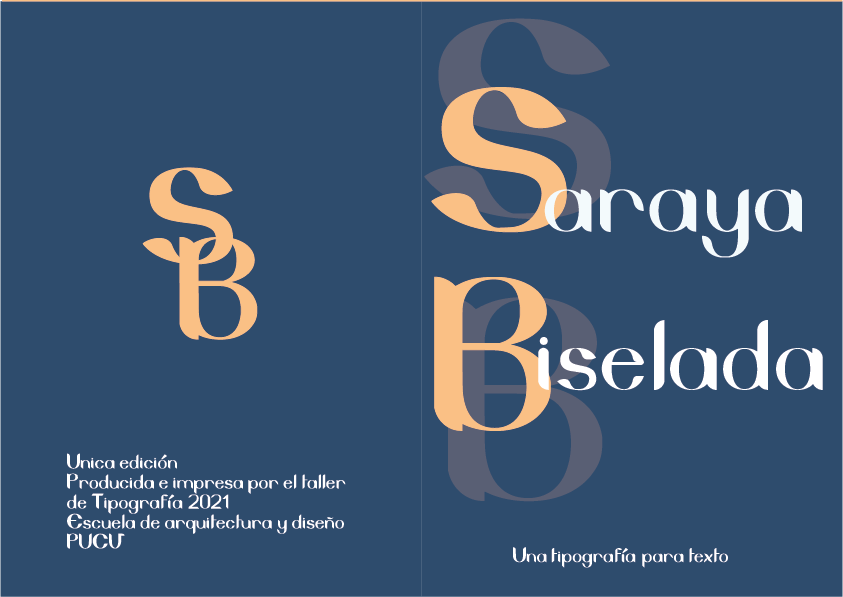 SB
Unica edición
Producida e impresa por el taller
de Tipografía 2021
Escuela de arquitectura y diseño
PUCV
Saraya
Biselada
Una tipografía para texto